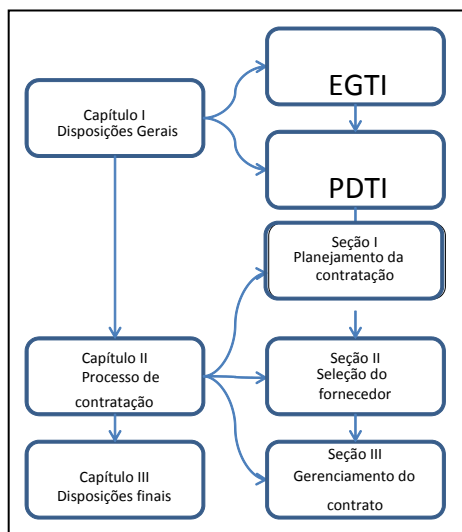 EGTI
Capítulo I
Disposições Gerais
PDTI
Seção I
Planejamento da
contratação
Capítulo II
Processo de
contratação
Seção II
Seleção do
fornecedor
Capítulo III
Disposições finais
Seção III
Gerenciamento do
contrato